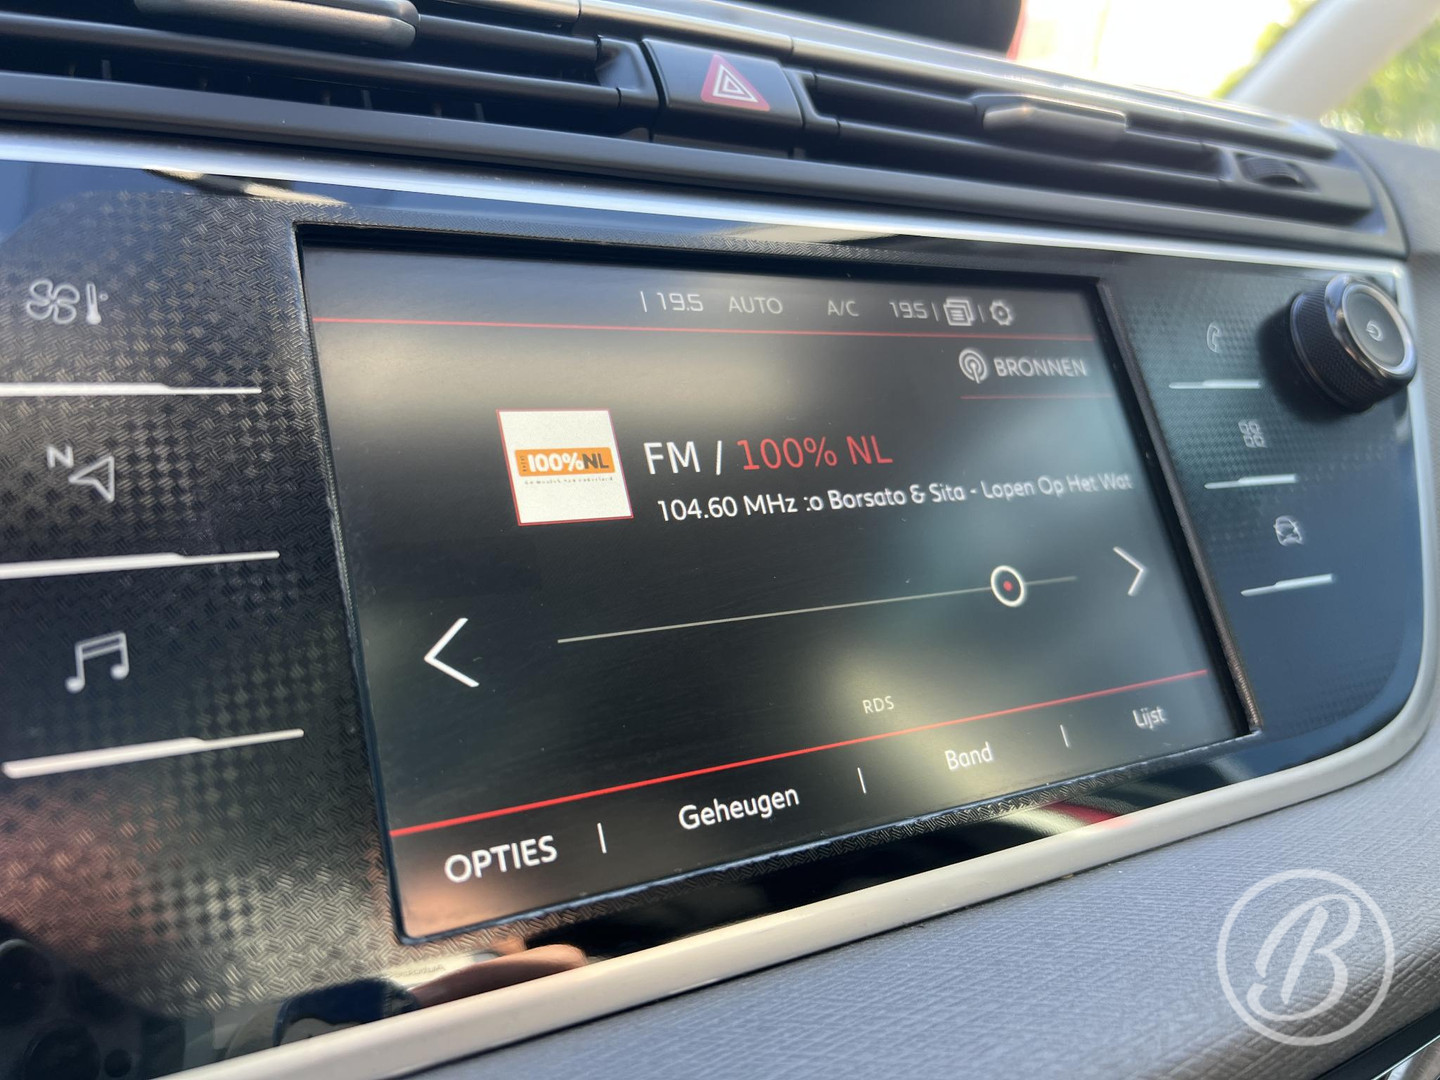 19.5 AUTO A/C 19.5
BRONNEN
100%NL
FM / 100% NL
104.60 MHz :o Borsato & Sita - Lopen Op Het Wat
N
RDS
OPTIES | Geheugen | Band | Lijst
B